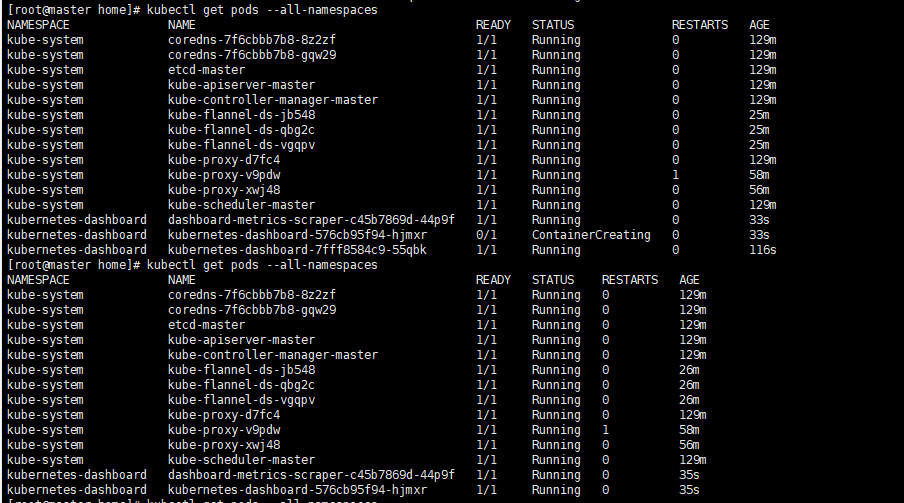 [root@master home]# kubectl get pods --all-namespaces
NAMESPACE NAME READY STATUS RESTARTS AGE
kube-system coredns-7f6cbbb7b8-8z2zf 1/1 Running 0 129m
kube-system coredns-7f6cbbb7b8-gqw29 1/1 Running 0 129m
kube-system etcd-master 1/1 Running 0 129m
kube-system kube-apiserver-master 1/1 Running 0 129m
kube-system kube-controller-manager-master 1/1 Running 0 129m
kube-system kube-flannel-ds-jb548 1/1 Running 0 25m
kube-system kube-flannel-ds-qbg2c 1/1 Running 0 25m
kube-system kube-flannel-ds-vgqpv 1/1 Running 0 25m
kube-system kube-proxy-d7fc4 1/1 Running 0 129m
kube-system kube-proxy-v9pdw 1/1 Running 1 58m
kube-system kube-proxy-xwj48 1/1 Running 0 56m
kube-system kube-scheduler-master 1/1 Running 0 129m
kubernetes-dashboard dashboard-metrics-scraper-c45b7869d-44p9f 1/1 Running 0 33s
kubernetes-dashboard kubernetes-dashboard-576cb95f94-hjmxr 0/1 ContainerCreating 0 33s
kubernetes-dashboard kubernetes-dashboard-7fff8584c9-55qbk 1/1 Running 0 116s
[root@master home]# kubectl get pods --all-namespaces
NAMESPACE NAME READY STATUS RESTARTS AGE
kube-system coredns-7f6cbbb7b8-8z2zf 1/1 Running 0 129m
kube-system coredns-7f6cbbb7b8-gqw29 1/1 Running 0 129m
kube-system etcd-master 1/1 Running 0 129m
kube-system kube-apiserver-master 1/1 Running 0 129m
kube-system kube-controller-manager-master 1/1 Running 0 129m
kube-system kube-flannel-ds-jb548 1/1 Running 0 26m
kube-system kube-flannel-ds-qbg2c 1/1 Running 0 26m
kube-system kube-flannel-ds-vgqpv 1/1 Running 0 26m
kube-system kube-proxy-d7fc4 1/1 Running 0 129m
kube-system kube-proxy-v9pdw 1/1 Running 1 58m
kube-system kube-proxy-xwj48 1/1 Running 0 56m
kube-system kube-scheduler-master 1/1 Running 0 129m
kubernetes-dashboard dashboard-metrics-scraper-c45b7869d-44p9f 1/1 Running 0 35s
kubernetes-dashboard kubernetes-dashboard-576cb95f94-hjmxr 1/1 Running 0 35s